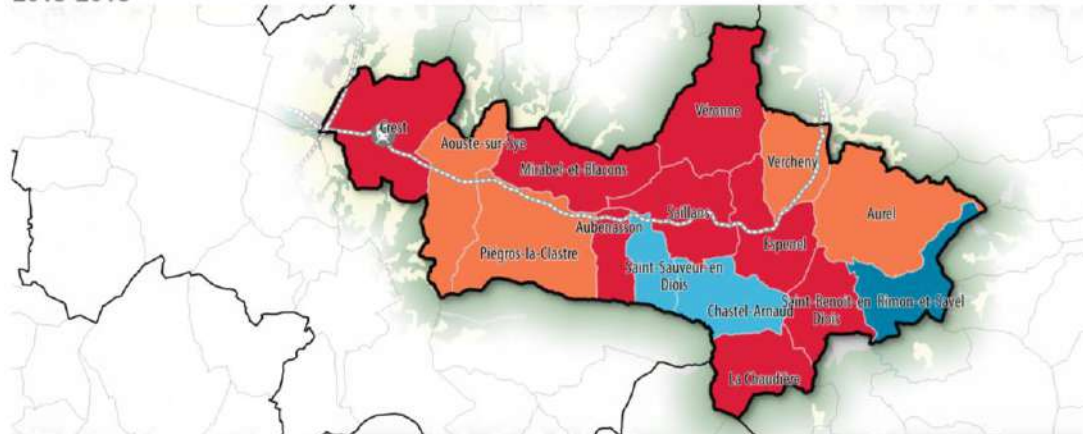 Véronne
Crest
Aouste-sur-Sye
Vercheny
Mirabel-et-Blacons
Saillans
Aurel
Aubenasson
Espenel
Piégros-la-Clastre
Saint-Sauveur-en
Diois
Chastel-Arnaud
Saint-Benoit-en
Diois
Rimon-et-Savel
La Chaudière